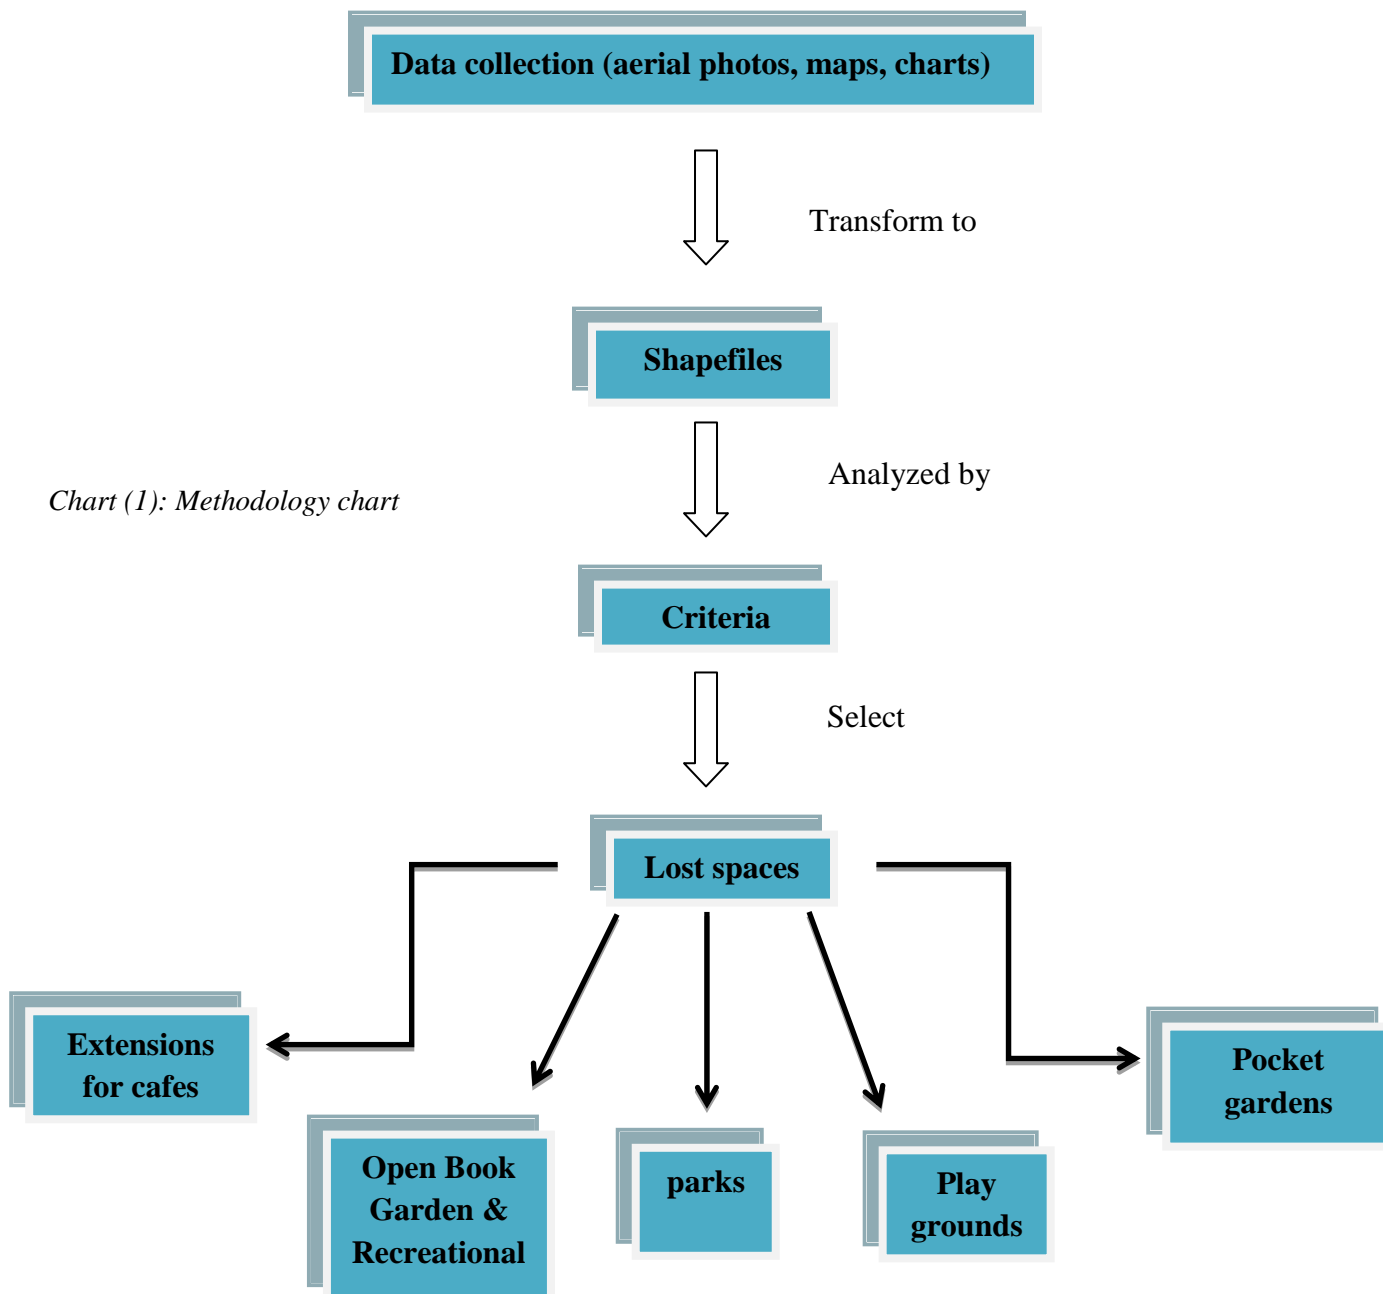 Data collection (aerial photos, maps, charts)
Transform to
Shapefiles
Analyzed by
Chart (1): Methodology chart
Criteria
Select
Lost spaces
Extensions
for cafes
Open Book
Garden &
Recreational
parks
Play
grounds
Pocket
gardens